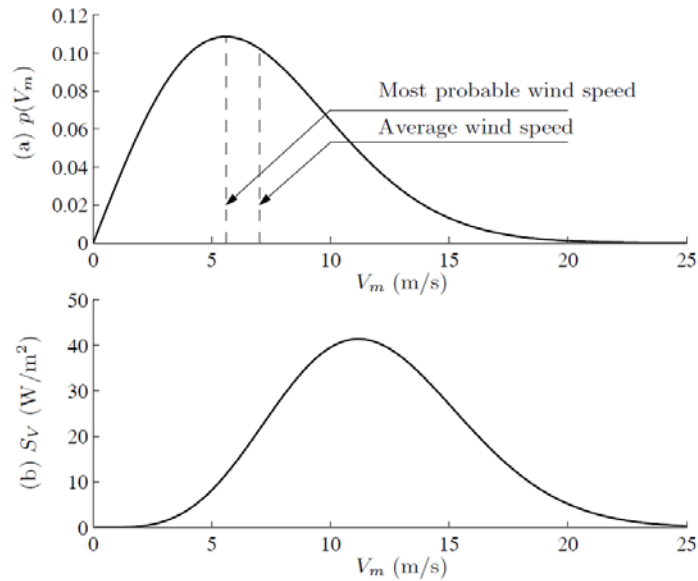 0.12
0.10
0.08
0.06
0.04
0.02
0
(a) p(Vm)
Most probable wind speed
Average wind speed
0 5 10 15 20 25
Vm (m/s)
50
40
30
20
10
0
(b) SV (W/m²)
0 5 10 15 20 25
Vm (m/s)